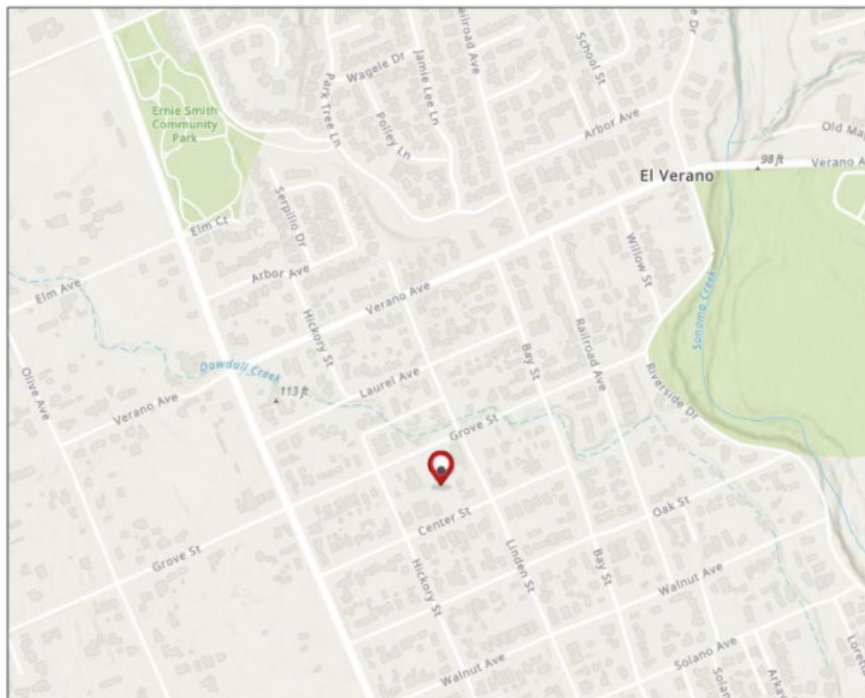 Railroad Ave
School St
Wagele Dr
Jamie Lee Ln
Park Tree Ln
Ernie Smith
Community
Park
Polley Ln
Arbor Ave
Old Ma
98 ft
Verano A
El Verano
Serpilio Dr
Elm Ct
Willow St
Arbor Ave
Verano Ave
Elm Ave
Sonoma Creek
Hickory St
Bay St
Railroad Ave
Dowdall Creek
Laurel Ave
Olive Ave
113 ft
Riverside Dr
Verano Ave
Grove St
Center St
Oak St
Grove St
Linden St
Bay St
Hickory St
Walnut Ave
Solano Ave
Walnut Ave